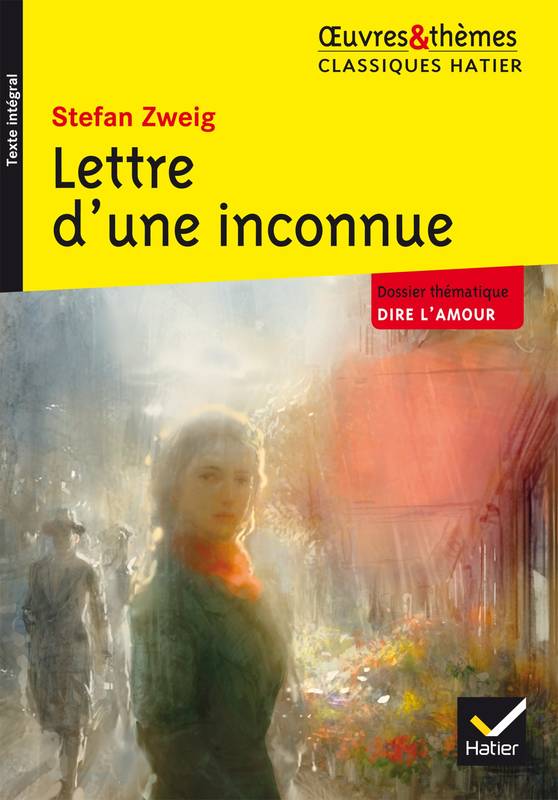 Œuvres&thèmes
CLASSIQUES HATIER
Texte intégral
Stefan Zweig
Lettre
d'une inconnue
Dossier thématique
DIRE L'AMOUR
Hatier